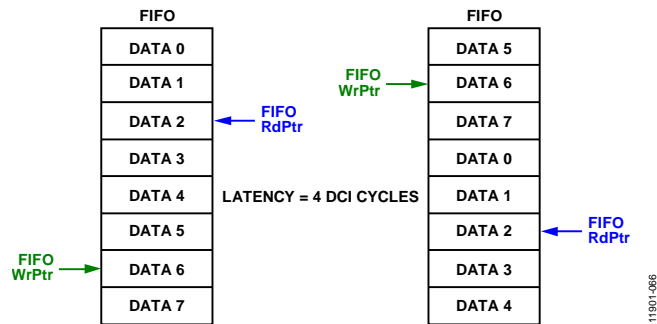 FIFO
DATA 0
DATA 1
DATA 2
DATA 3
DATA 4
DATA 5
DATA 6
DATA 7
FIFO
RdPtr
FIFO
WrPtr
LATENCY = 4 DCI CYCLES
FIFO
DATA 5
DATA 6
DATA 7
DATA 0
DATA 1
DATA 2
DATA 3
DATA 4
FIFO
WrPtr
FIFO
RdPtr
11901-066